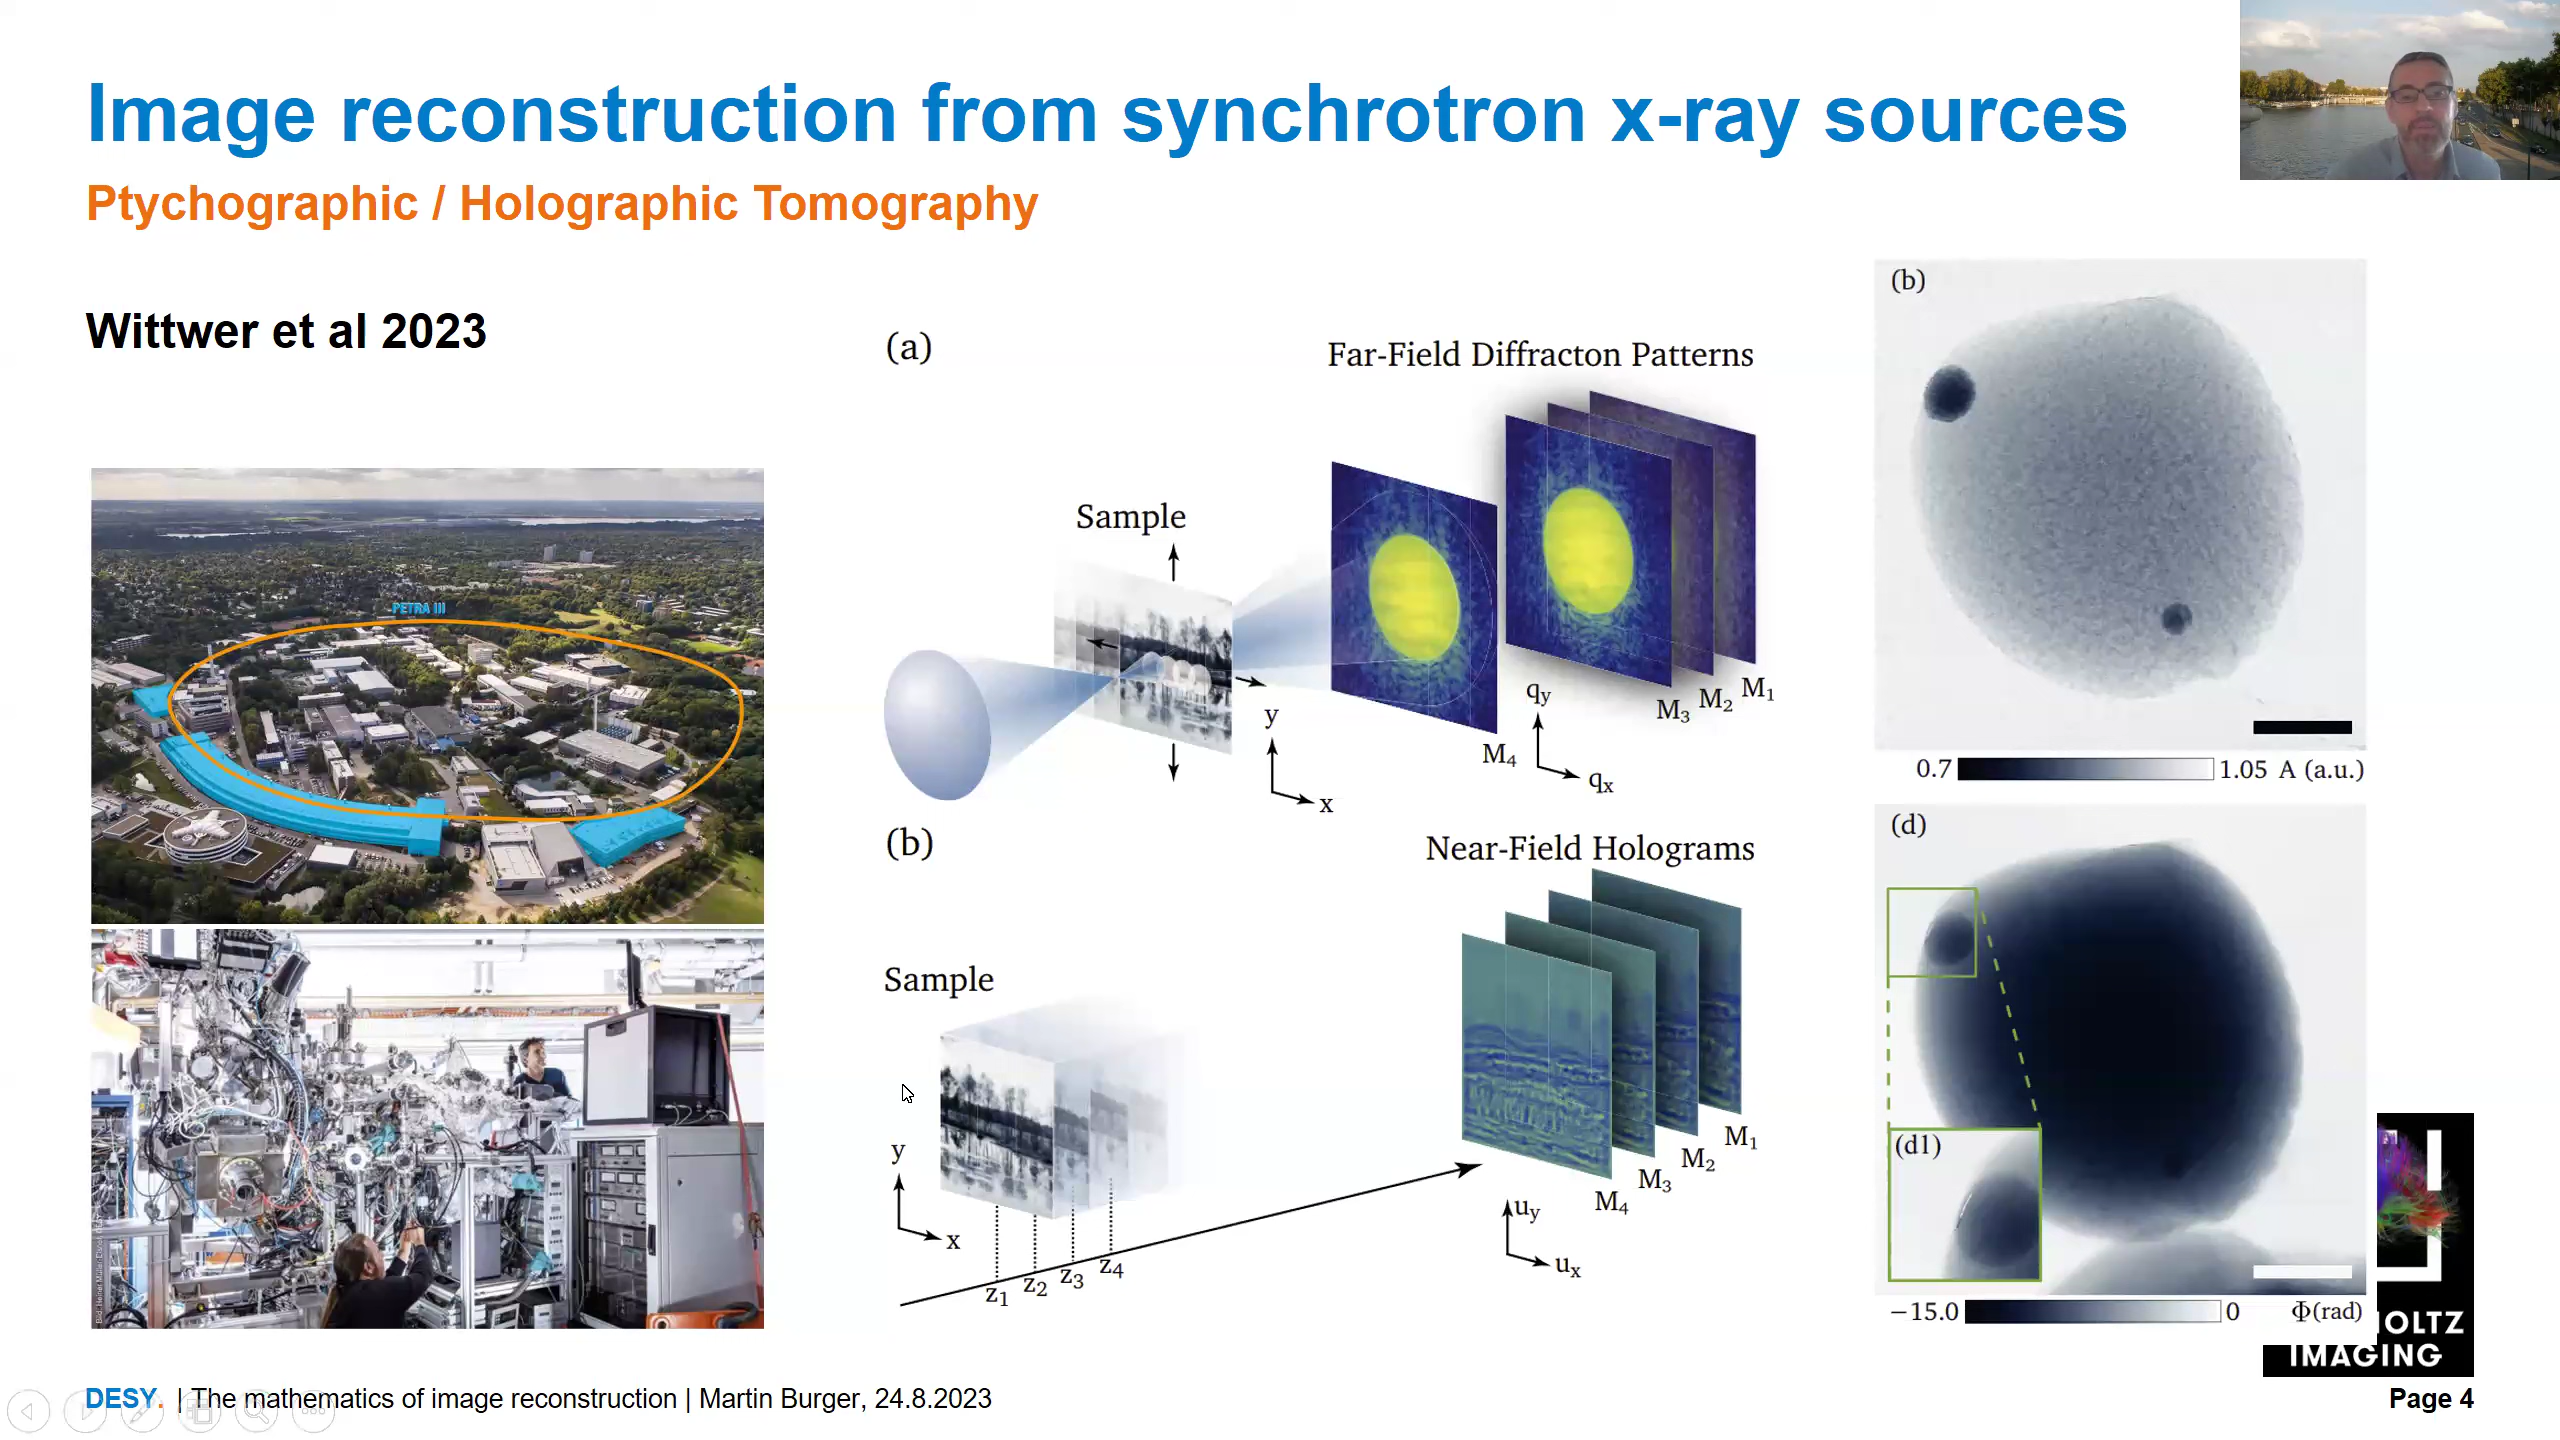 Image reconstruction from synchrotron x-ray sources
Ptychographic / Holographic Tomography
Wittwer et al 2023
PETRA III
(a)
Far-Field Diffracton Patterns
Sample
y
x
M4
M3
M2
M1
qy
qx
(b)
Near-Field Holograms
Sample
y
x
z1
z2
z3
z4
M4
M3
M2
M1
uy
ux
(b)
0.7
1.05 A (a.u.)
(d)
(d1)
−15.0
0
Φ(rad)
OLTZ
IMAGING
DESY. | The mathematics of image reconstruction | Martin Burger, 24.8.2023
Page 4